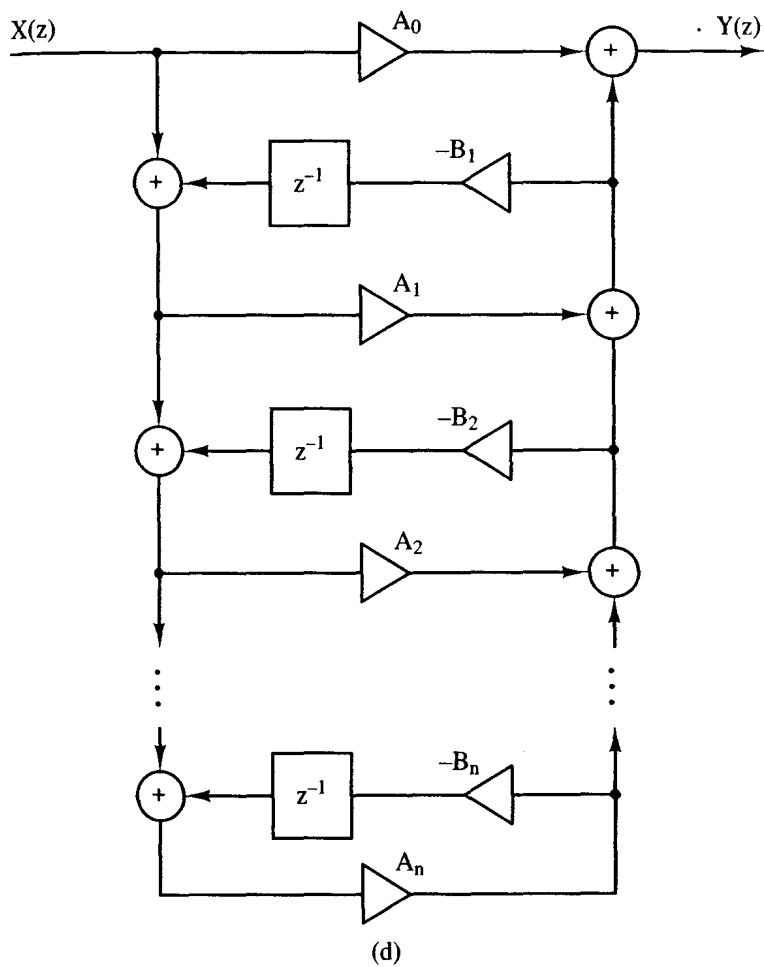 X(z) A₀ · Y(z)
+
–B₁
+ z⁻¹
A₁
+
–B₂
+ z⁻¹
A₂
+
⋮ ⋮
–Bₙ
+ z⁻¹
Aₙ
(d)